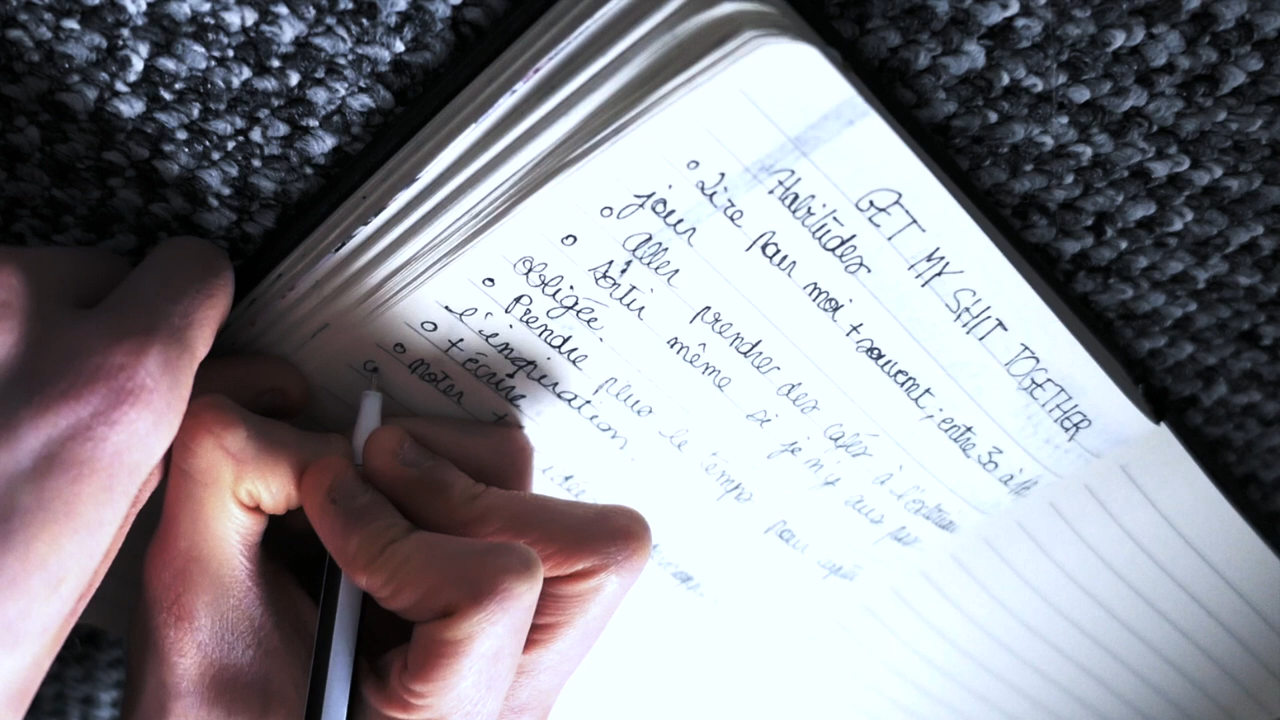 GET MY SHIT TOGETHER
Habitudes
◦ Lire pour moi + souvent; entre 30 à 1h
jour
◦ Aller prendre des cafés à l'extérieur
◦ Sortir même si je n'y suis pas
obligée.
◦ Prendre plus le temps pour
l'inspiration.
◦ + écrire
◦ Noter + idées
◦